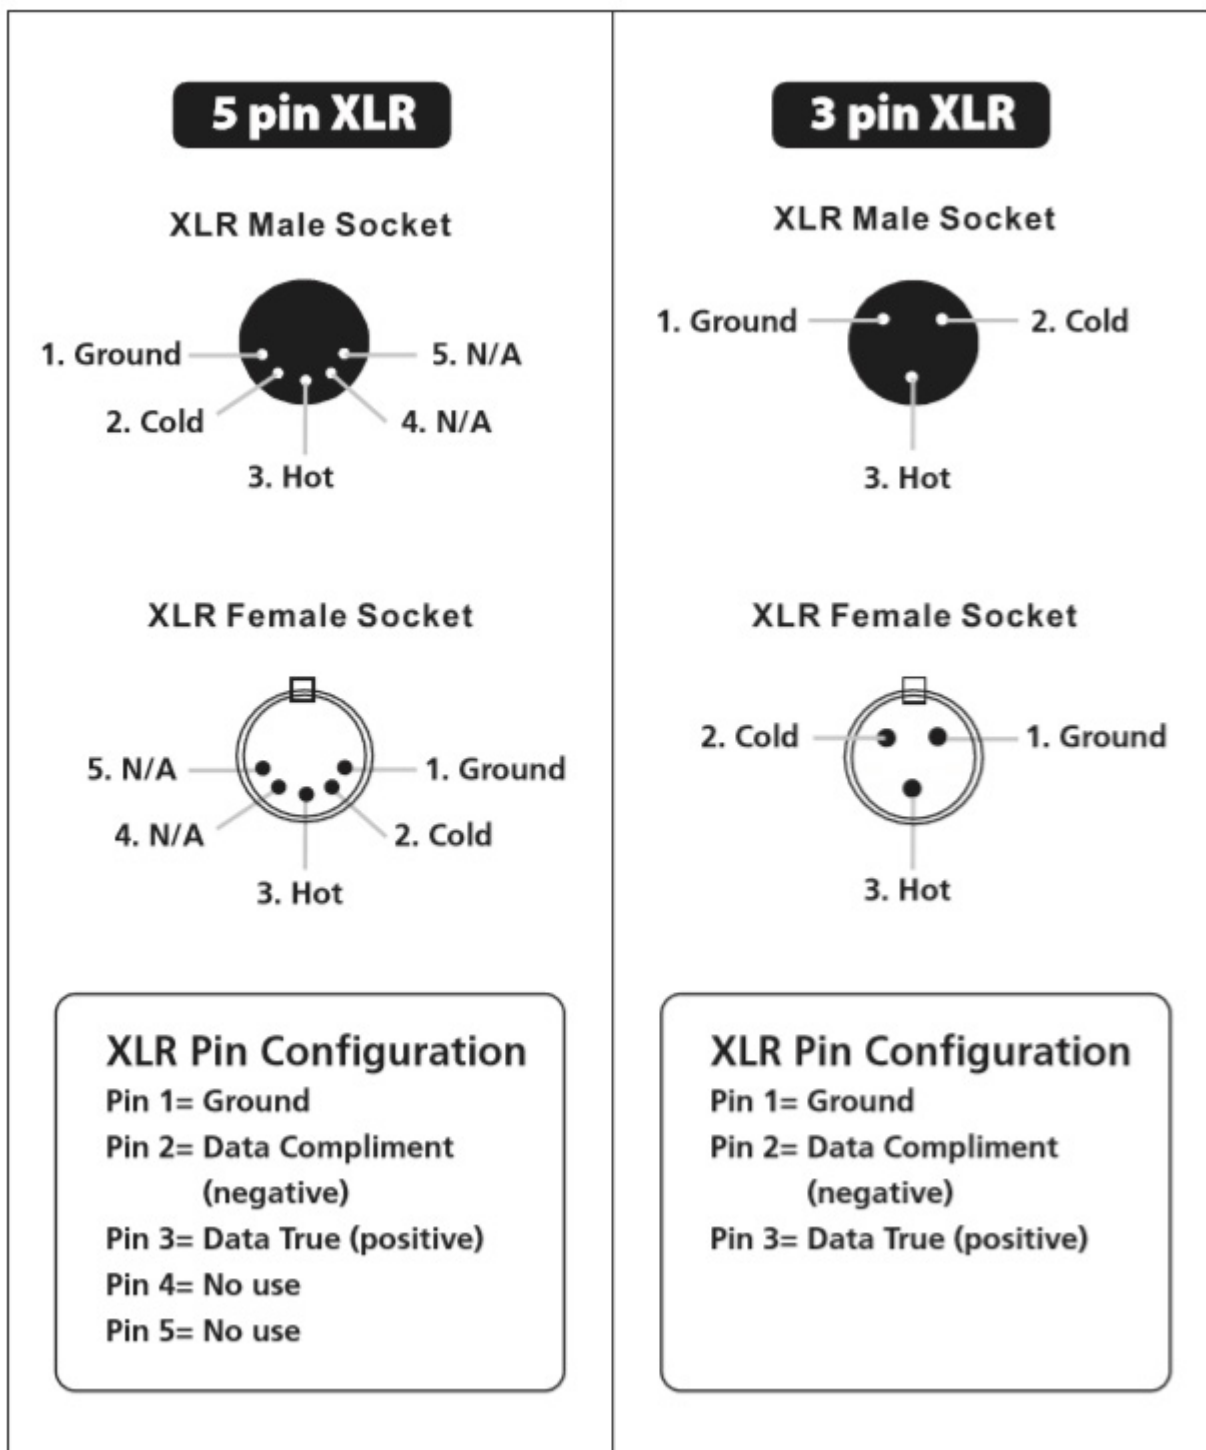 5 pin XLR
XLR Male Socket
1. Ground
5. N/A
2. Cold
4. N/A
3. Hot
XLR Female Socket
5. N/A
1. Ground
4. N/A
2. Cold
3. Hot
XLR Pin Configuration
Pin 1= Ground
Pin 2= Data Compliment
(negative)
Pin 3= Data True (positive)
Pin 4= No use
Pin 5= No use
3 pin XLR
XLR Male Socket
1. Ground
2. Cold
3. Hot
XLR Female Socket
2. Cold
1. Ground
3. Hot
XLR Pin Configuration
Pin 1= Ground
Pin 2= Data Compliment
(negative)
Pin 3= Data True (positive)